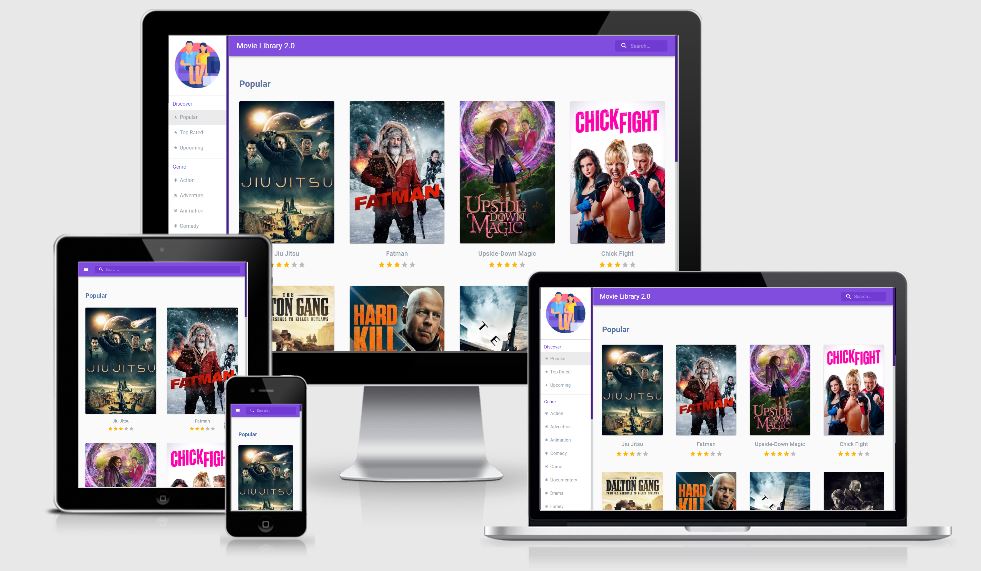 Movie Library 2.0
Search...
Discover
Popular
Top Rated
Upcoming
Genre
Action
Adventure
Animation
Comedy
Popular
JIU JITSU
FATMAN
UPSIDE
DOWN
MAGIC
CHICK FIGHT
Jiu Jitsu
Fatman
Upside-Down Magic
Chick Fight
THE
DALTON GANG
HARD
KILL
Search...
Popular
JIU JITSU
FATMAN
Jiu Jitsu
Fatman
CHICK FIGHT
Search...
Popular
JIU JITSU
Movie Library 2.0
Search...
Discover
Popular
Top Rated
Upcoming
Genre
Action
Adventure
Animation
Comedy
Crime
Documentary
Drama
Family
Popular
JIU JITSU
FATMAN
UPSIDE
DOWN
MAGIC
CHICK FIGHT
Jiu Jitsu
Fatman
Upside-Down Magic
Chick Fight
THE
DALTON GANG
HARD
KILL